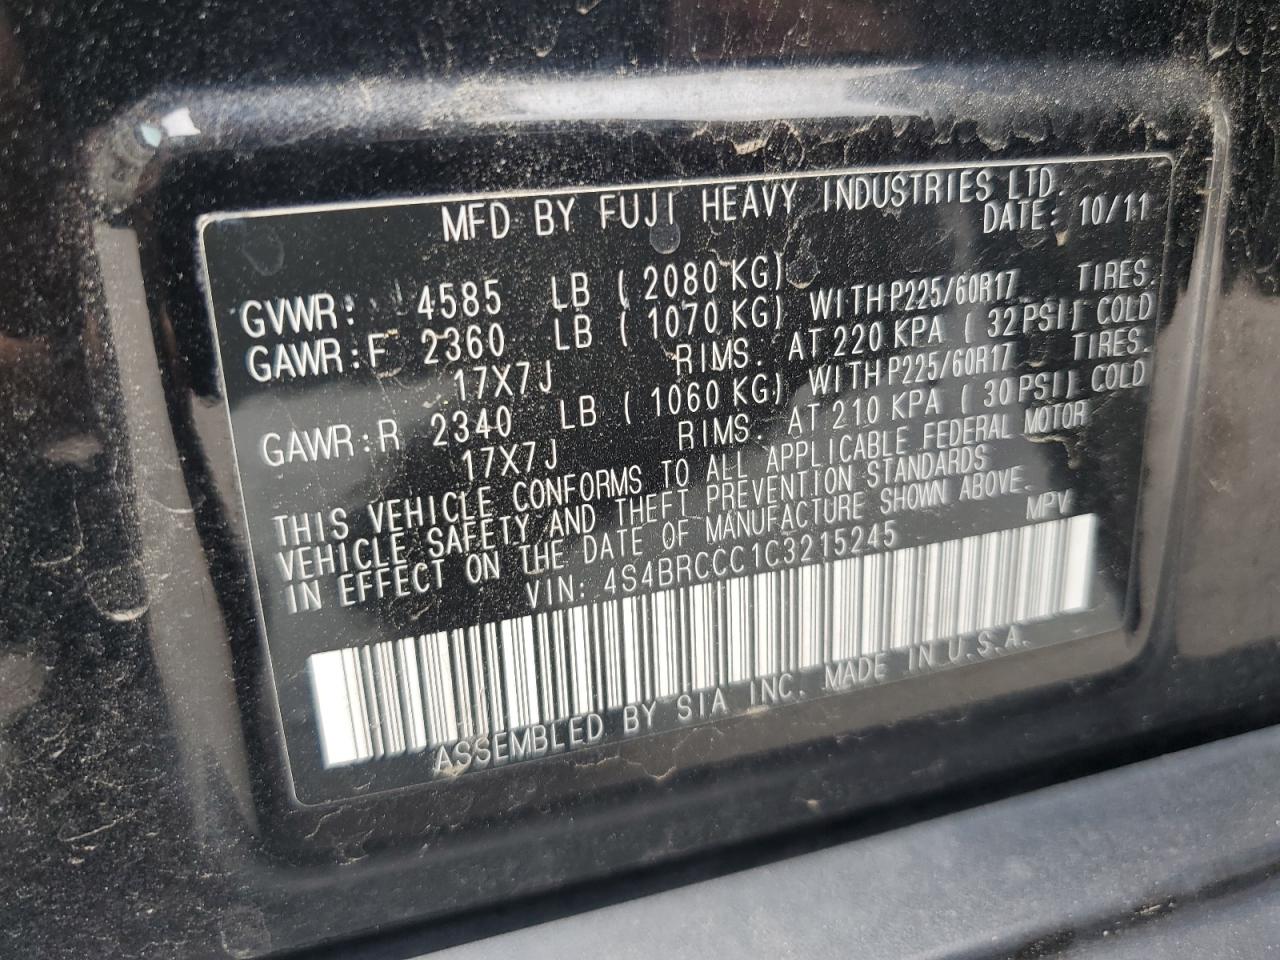 MFD BY FUJI HEAVY INDUSTRIES LTD.
DATE: 10/11
GVWR: 4585 LB ( 2080 KG)
GAWR:F 2360 LB ( 1070 KG) WITH P225/60R17 TIRES.
17X7J RIMS. AT 220 KPA ( 32PSI) COLD
GAWR:R 2340 LB ( 1060 KG) WITH P225/60R17 TIRES.
17X7J RIMS. AT 210 KPA ( 30PSI) COLD
THIS VEHICLE CONFORMS TO ALL APPLICABLE FEDERAL MOTOR
VEHICLE SAFETY AND THEFT PREVENTION STANDARDS
IN EFFECT ON THE DATE OF MANUFACTURE SHOWN ABOVE.
VIN: 4S4BRCCC1C3215245 MPV
ASSEMBLED BY SIA INC. MADE IN U.S.A.